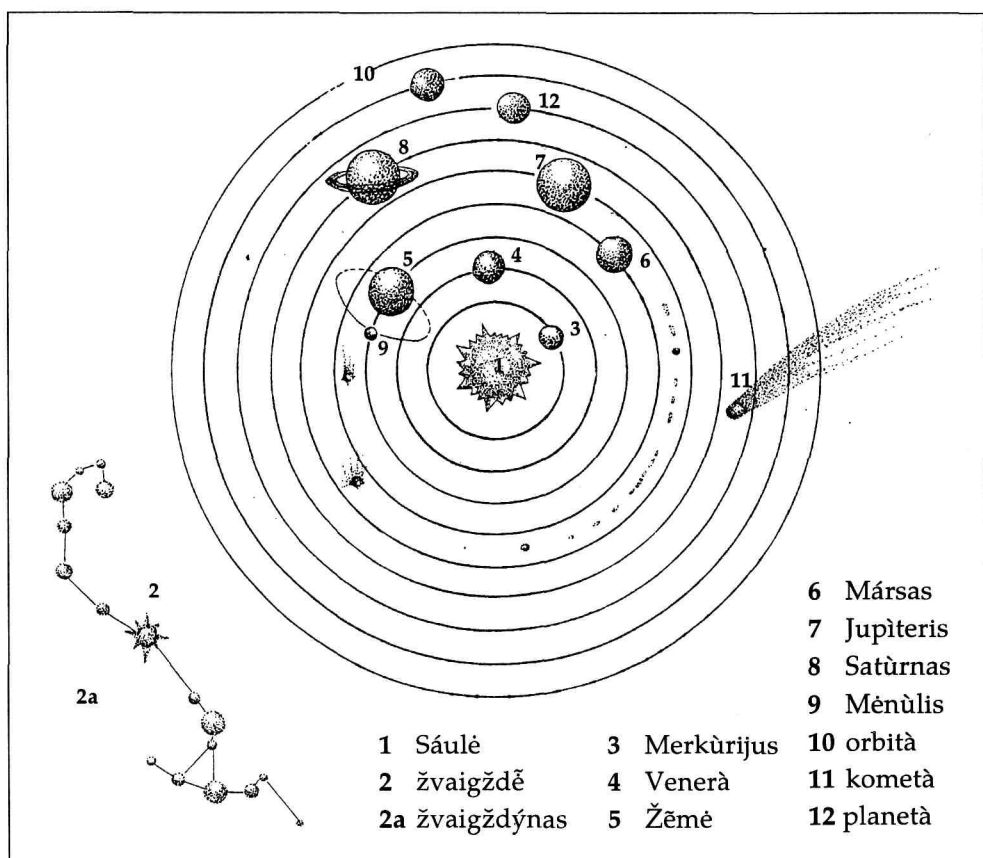 10
12
8
7
5
4
6
3
9
1
11
2
2a
1 Sáulė
2 žvaigždė̃
2a žvaigždýnas
3 Merkùrijus
4 Venerà
5 Žẽmė
6 Mársas
7 Jupìteris
8 Satùrnas
9 Mėnùlis
10 orbità
11 kometà
12 planetà